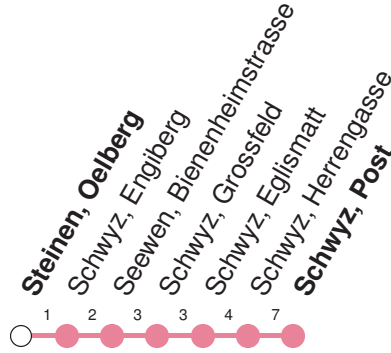 Steinen, Oelberg
Schwyz, Engiberg
Seewen, Bienenheimstrasse
Schwyz, Grossfeld
Schwyz, Eglismatt
Schwyz, Herrengasse
Schwyz, Post
1 2 3 3 4 7